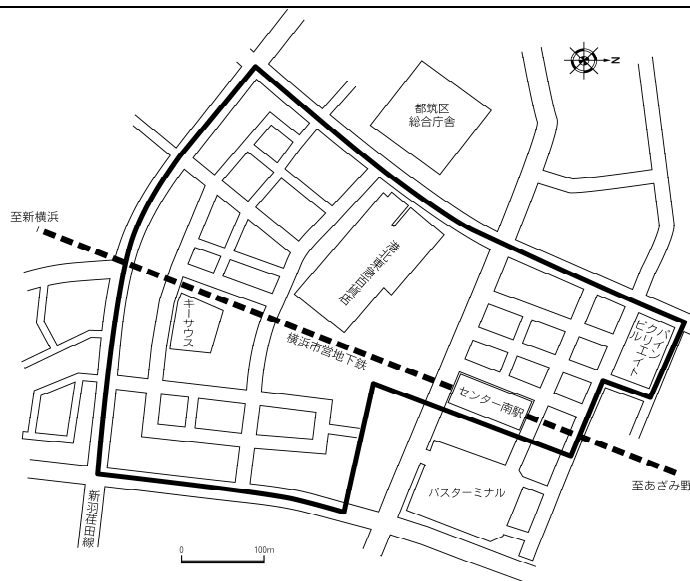 N
都筑区
総合庁舎
至新横浜
港北東急百貨店
キーサウス
横浜市営地下鉄
パイン
クリエイト
ビル
センター南駅
至あざみ野
バスターミナル
新羽荏田線
0 100m